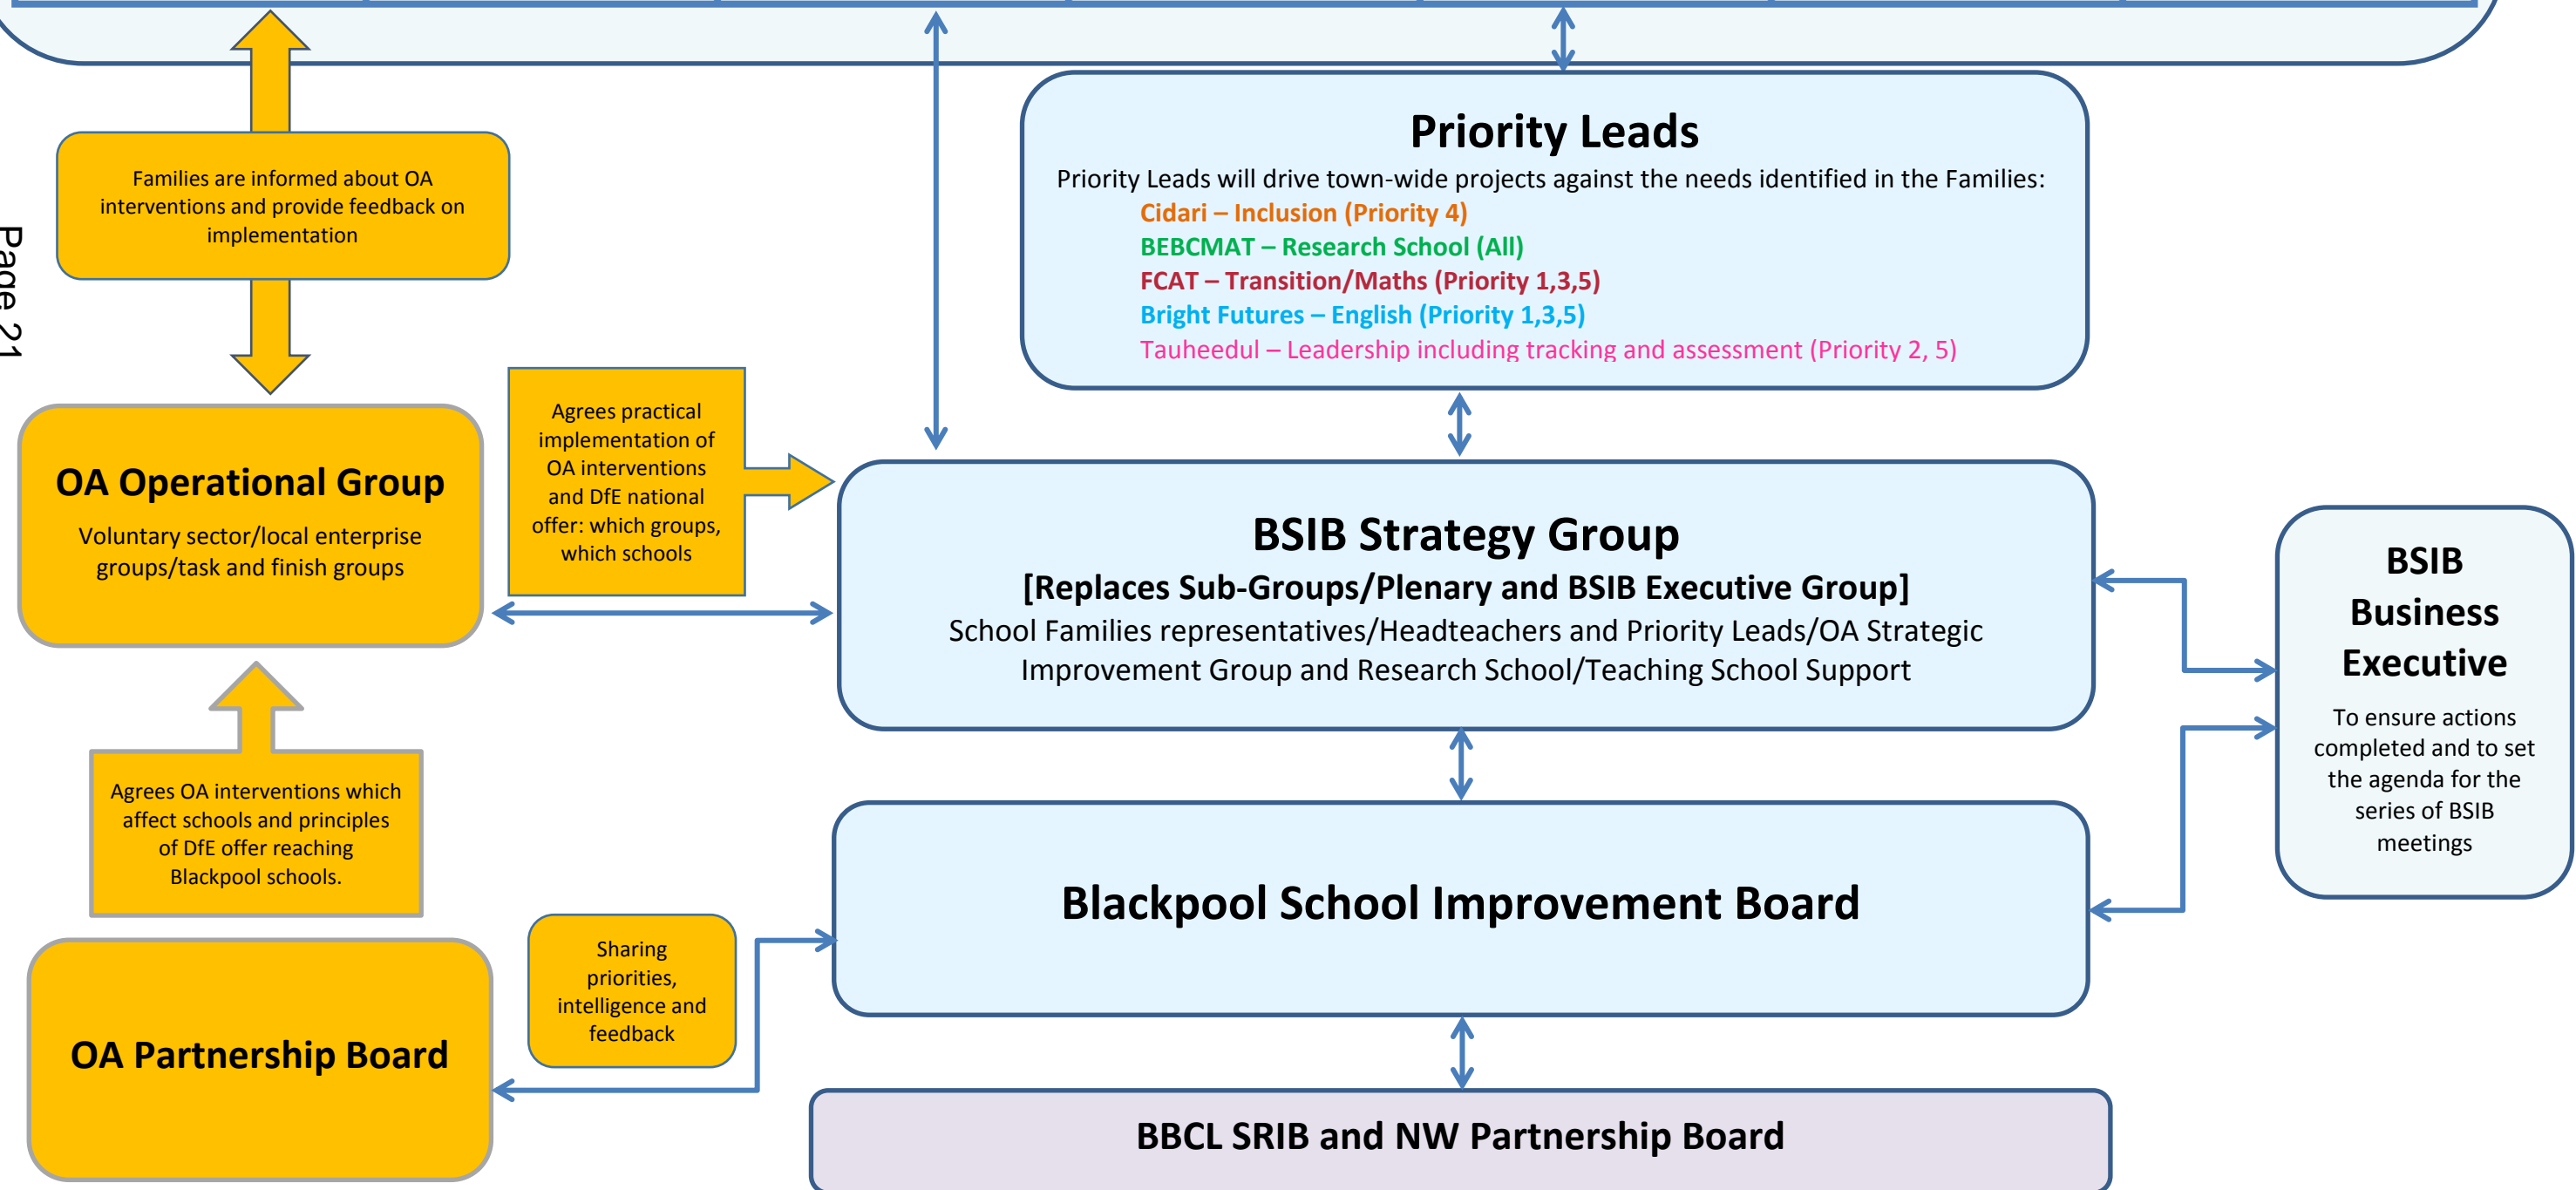 Page 21
Families are informed about OA
interventions and provide feedback on
implementation
Priority Leads
Priority Leads will drive town-wide projects against the needs identified in the Families:
Cidari – Inclusion (Priority 4)
BEBCMAT – Research School (All)
FCAT – Transition/Maths (Priority 1,3,5)
Bright Futures – English (Priority 1,3,5)
Tauheedul – Leadership including tracking and assessment (Priority 2, 5)
OA Operational Group
Voluntary sector/local enterprise
groups/task and finish groups
Agrees practical
implementation of
OA interventions
and DfE national
offer: which groups,
which schools
BSIB Strategy Group
[Replaces Sub-Groups/Plenary and BSIB Executive Group]
School Families representatives/Headteachers and Priority Leads/OA Strategic
Improvement Group and Research School/Teaching School Support
BSIB
Business
Executive
To ensure actions
completed and to set
the agenda for the
series of BSIB
meetings
Agrees OA interventions which
affect schools and principles
of DfE offer reaching
Blackpool schools.
Blackpool School Improvement Board
Sharing
priorities,
intelligence and
feedback
OA Partnership Board
BBCL SRIB and NW Partnership Board